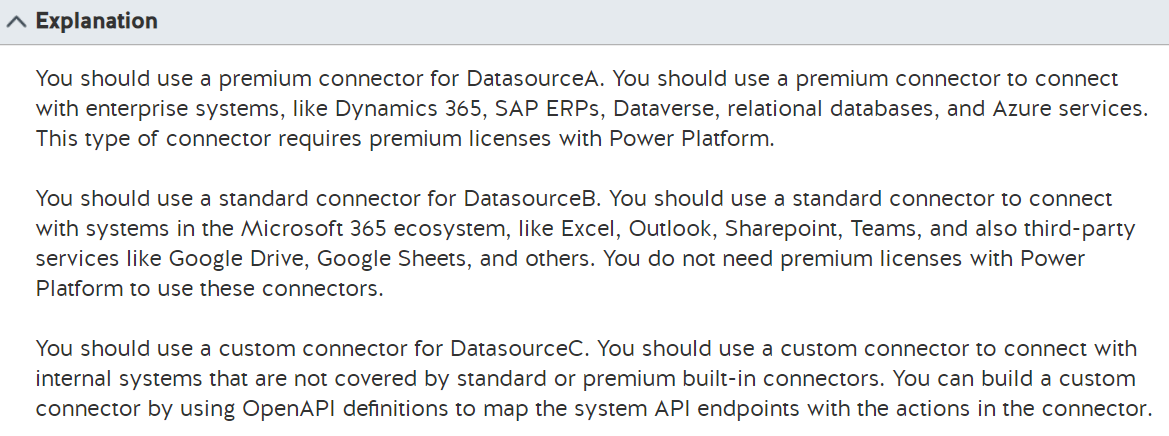 Explanation
You should use a premium connector for DatasourceA. You should use a premium connector to connect
with enterprise systems, like Dynamics 365, SAP ERPs, Dataverse, relational databases, and Azure services.
This type of connector requires premium licenses with Power Platform.
You should use a standard connector for DatasourceB. You should use a standard connector to connect
with systems in the Microsoft 365 ecosystem, like Excel, Outlook, Sharepoint, Teams, and also third-party
services like Google Drive, Google Sheets, and others. You do not need premium licenses with Power
Platform to use these connectors.
You should use a custom connector for DatasourceC. You should use a custom connector to connect with
internal systems that are not covered by standard or premium built-in connectors. You can build a custom
connector by using OpenAPI definitions to map the system API endpoints with the actions in the connector.